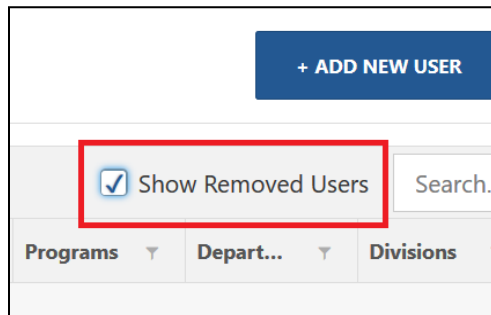 + ADD NEW USER
Show Removed Users Search.
Programs Depart... Divisions